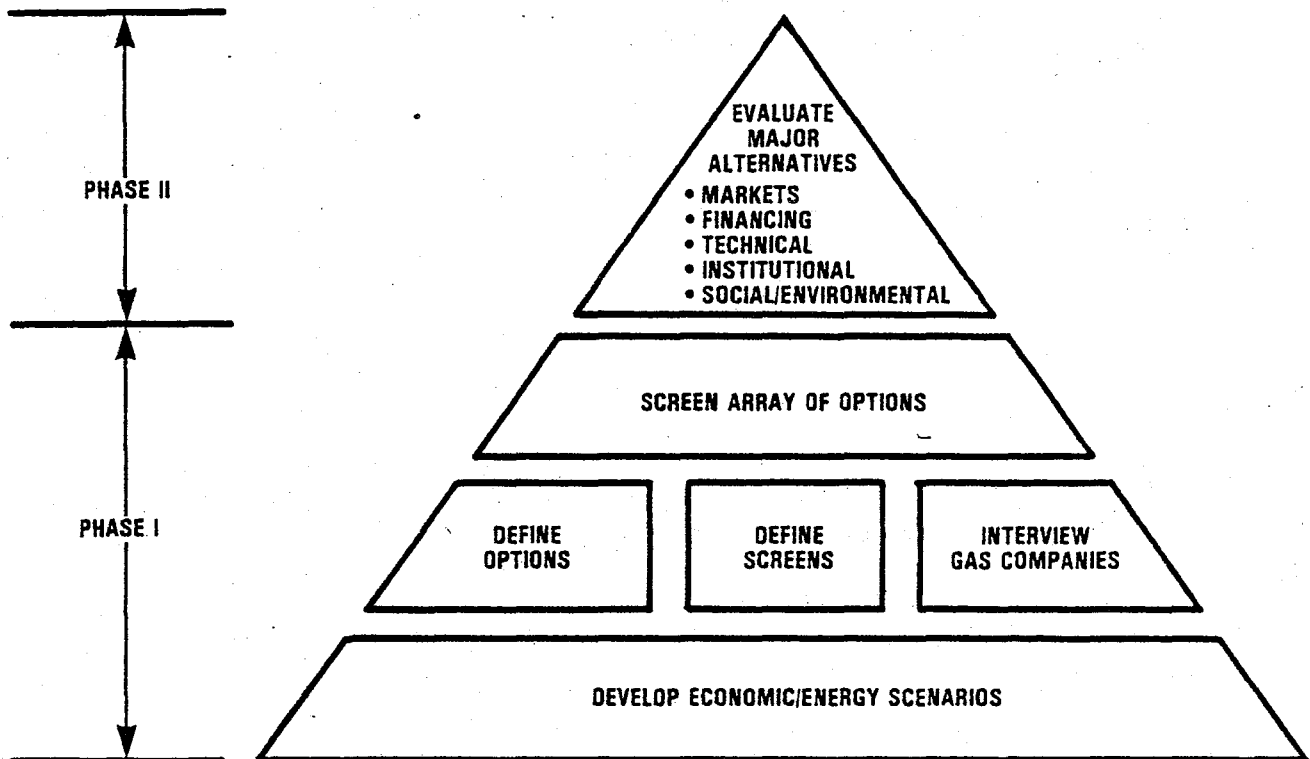 PHASE II
EVALUATE
MAJOR
ALTERNATIVES
• MARKETS
• FINANCING
• TECHNICAL
• INSTITUTIONAL
• SOCIAL/ENVIRONMENTAL
SCREEN ARRAY OF OPTIONS
PHASE I
DEFINE
OPTIONS
DEFINE
SCREENS
INTERVIEW
GAS COMPANIES
DEVELOP ECONOMIC/ENERGY SCENARIOS